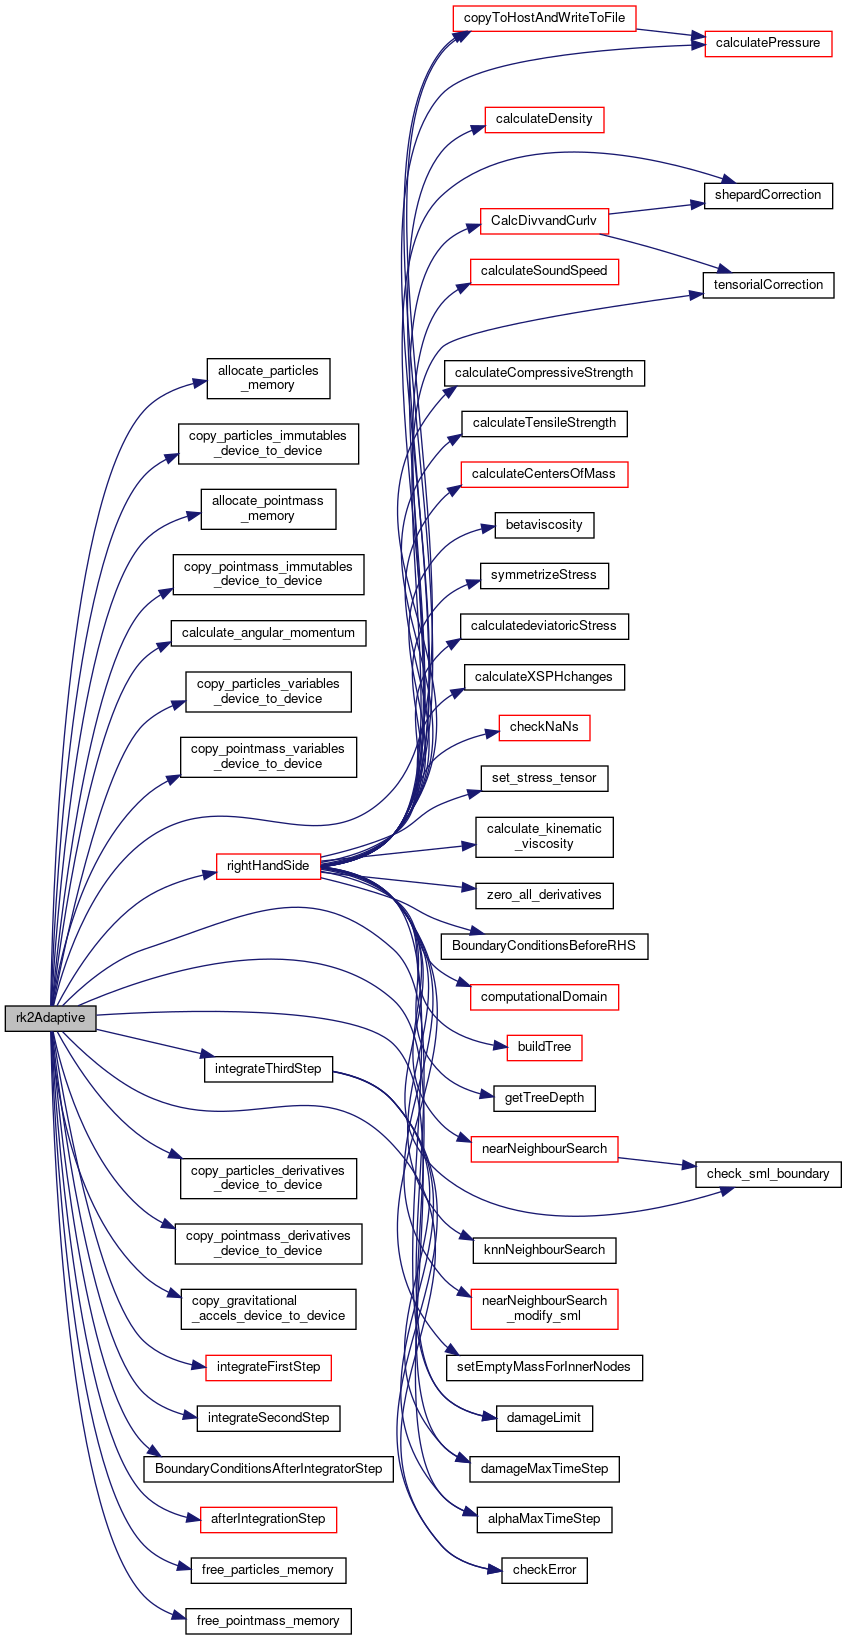 copyToHostAndWriteToFile
calculatePressure
calculateDensity
shepardCorrection
CalcDivvandCurlv
calculateSoundSpeed
tensorialCorrection
allocate_particles
_memory
calculateCompressiveStrength
copy_particles_immutables
_device_to_device
calculateTensileStrength
calculateCentersOfMass
allocate_pointmass
_memory
betaviscosity
copy_pointmass_immutables
_device_to_device
symmetrizeStress
calculate_angular_momentum
calculatedeviatoricStress
copy_particles_variables
_device_to_device
calculateXSPHchanges
checkNaNs
copy_pointmass_variables
_device_to_device
set_stress_tensor
calculate_kinematic
_viscosity
rightHandSide
zero_all_derivatives
BoundaryConditionsBeforeRHS
computationalDomain
rk2Adaptive
buildTree
integrateThirdStep
getTreeDepth
nearNeighbourSearch
check_sml_boundary
copy_particles_derivatives
_device_to_device
copy_pointmass_derivatives
_device_to_device
knnNeighbourSearch
copy_gravitational
_accels_device_to_device
nearNeighbourSearch
_modify_sml
integrateFirstStep
setEmptyMassForInnerNodes
integrateSecondStep
damageLimit
BoundaryConditionsAfterIntegratorStep
damageMaxTimeStep
afterIntegrationStep
alphaMaxTimeStep
free_particles_memory
checkError
free_pointmass_memory